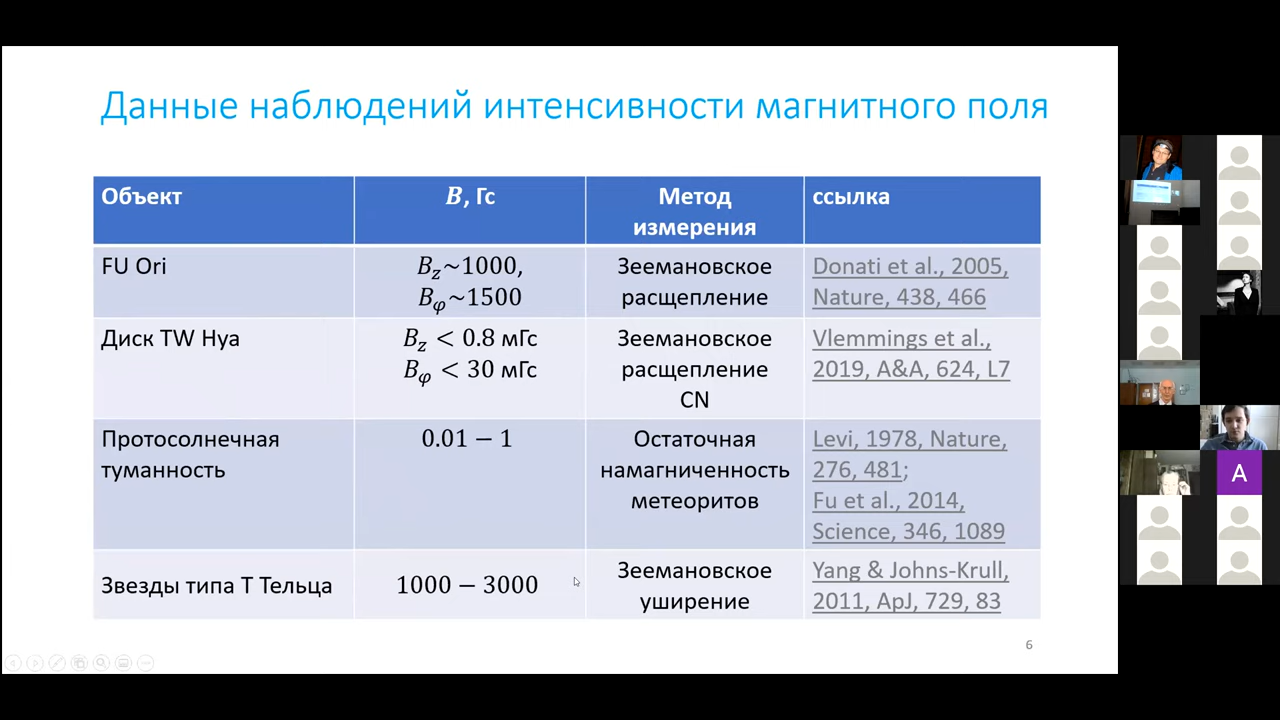 Данные наблюдений интенсивности магнитного поля
Объект
B, Гс
Метод
измерения
ссылка
FU Ori
B_z~1000,
B_φ~1500
Зеемановское
расщепление
Donati et al., 2005,
Nature, 438, 466
Диск TW Hya
B_z < 0.8 мГс
B_φ < 30 мГс
Зеемановское
расщепление
CN
Vlemmings et al.,
2019, A&A, 624, L7
Протосолнечная
туманность
0.01 − 1
Остаточная
намагниченность
метеоритов
Levi, 1978, Nature,
276, 481;
Fu et al., 2014,
Science, 346, 1089
Звезды типа Т Тельца
1000 − 3000
Зеемановское
уширение
Yang & Johns-Krull,
2011, ApJ, 729, 83
6
A